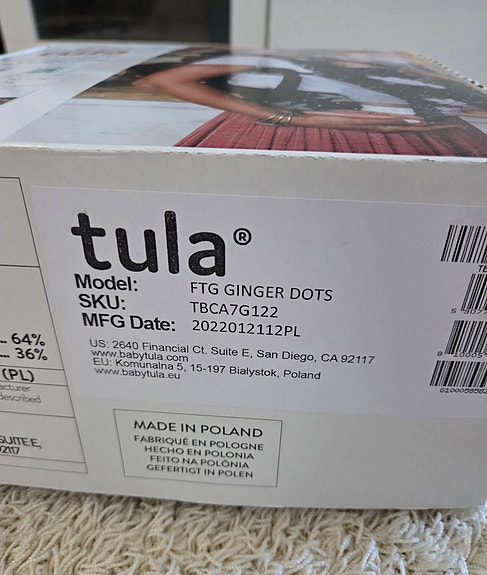 tula®
Model: FTG GINGER DOTS
SKU: TBCA7G122
MFG Date: 2022012112PL
US: 2640 Financial Ct. Suite E, San Diego, CA 92117
www.babytula.com
EU: Komunalna 5, 15-197 Bialystok, Poland
www.babytula.eu
... 64%
... 36%
(PL)
described
SUITE E,
MADE IN POLAND
FABRIQUÉ EN POLOGNE
HECHO EN POLONIA
FEITO NA POLÔNIA
GEFERTIGT IN POLEN